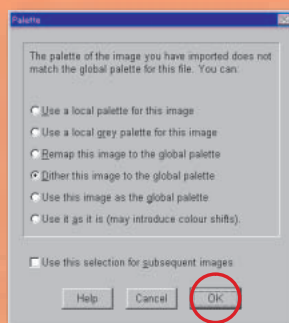 Palette
The palette of the image you have imported does not
match the global palette for this file. You can:
Use a local palette for this image
Use a local grey palette for this image
Remap this image to the global palette
Dither this image to the global palette
Use this image as the global palette
Use it as it is (may introduce colour shifts).
Use this selection for subsequent images
Help Cancel OK